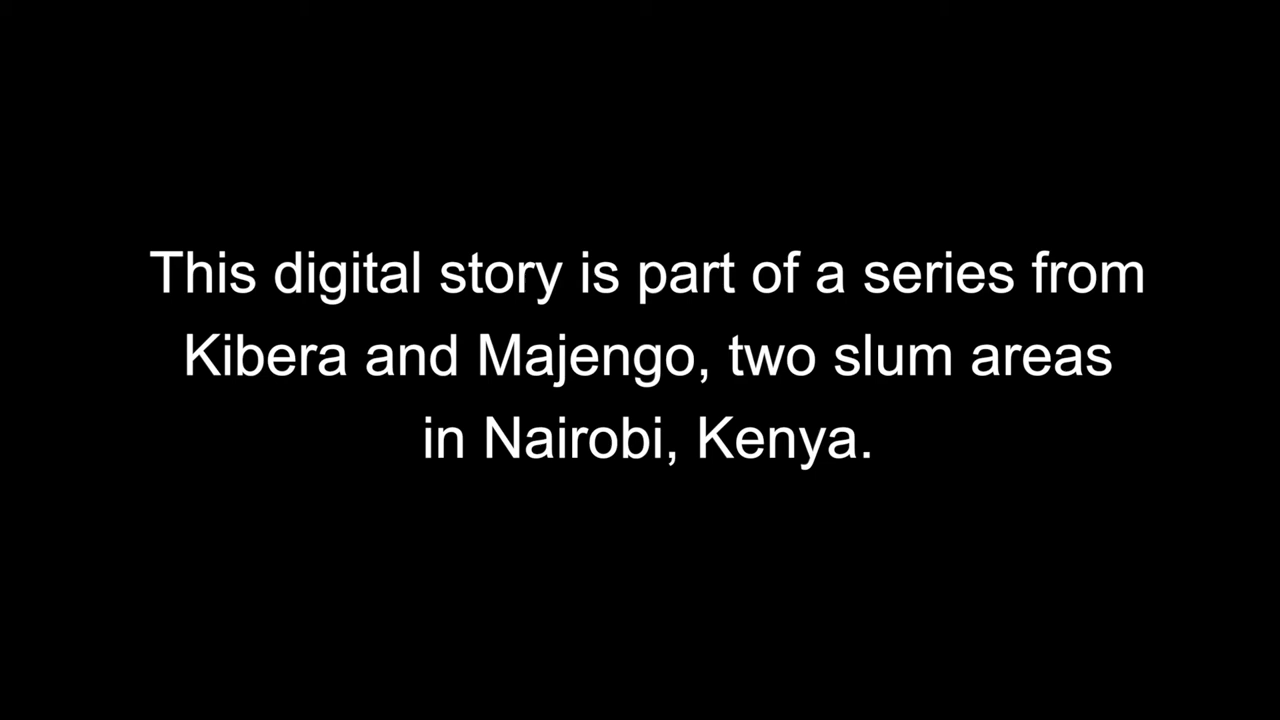 This digital story is part of a series from
Kibera and Majengo, two slum areas
in Nairobi, Kenya.